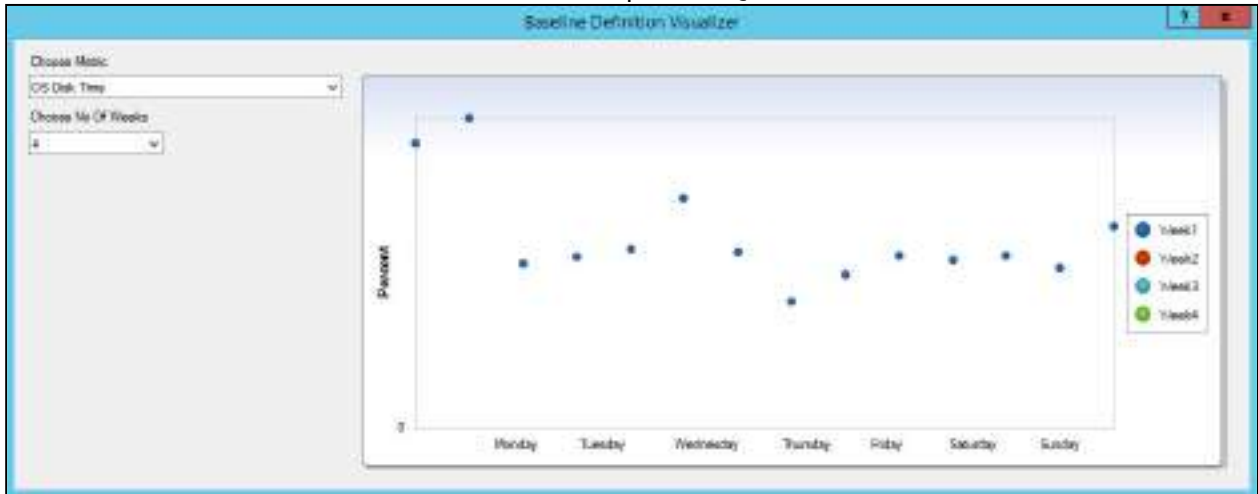 Baseline Definition Visualizer
?
Choose Metric
OS Disk Time
Choose No Of Weeks
4
Percent
0
Monday Tuesday Wednesday Thursday Friday Saturday Sunday
Week1
Week2
Week3
Week4